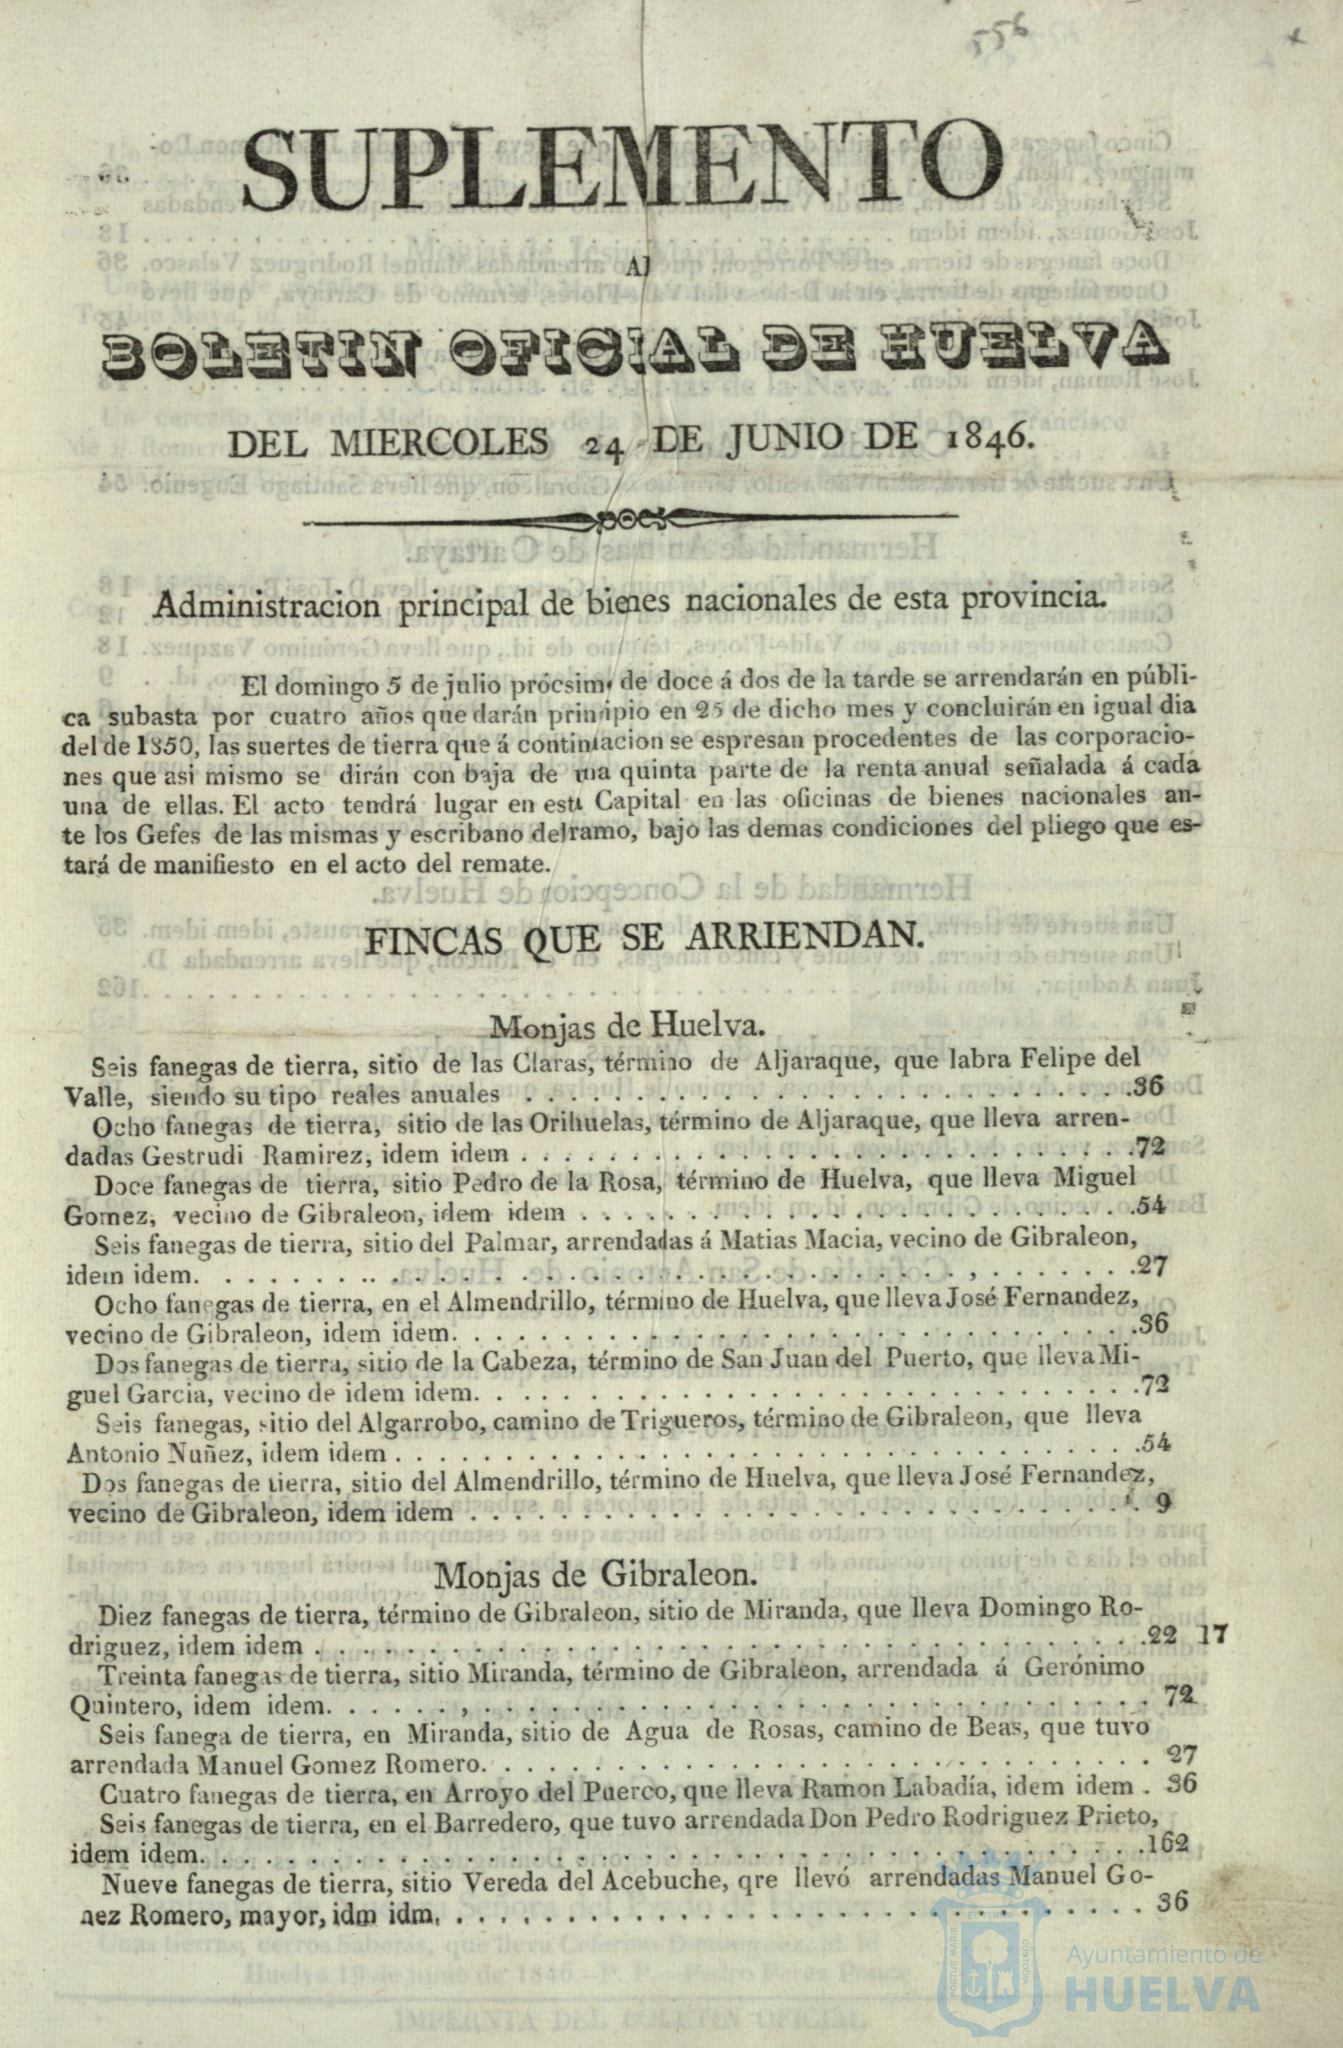 556
SUPLEMENTO
Al
BOLETIN OFICIAL DE HUELVA
DEL MIERCOLES 24 DE JUNIO DE 1846.
Administracion principal de bienes nacionales de esta provincia.
El domingo 5 de julio prócsimo de doce á dos de la tarde se arrendarán en públi-
ca subasta por cuatro años que darán principio en 25 de dicho mes y concluirán en igual dia
del de 1850, las suertes de tierra que á continuacion se espresan procedentes de las corporacio-
nes que asi mismo se dirán con baja de una quinta parte de la renta anual señalada á cada
una de ellas. El acto tendrá lugar en esta Capital en las oficinas de bienes nacionales an-
te los Gefes de las mismas y escribano del ramo, bajo las demas condiciones del pliego que es-
tará de manifiesto en el acto del remate.
FINCAS QUE SE ARRIENDAN.
Monjas de Huelva.
Seis fanegas de tierra, sitio de las Claras, término de Aljaraque, que labra Felipe del
Valle, siendo su tipo reales anuales . . . . . . . . . . . . . . . . . . . . . . .36
Ocho fanegas de tierra, sitio de las Orihuelas, término de Aljaraque, que lleva arren-
dadas Gestrudi Ramirez, idem idem . . . . . . . . . . . . . . . . . . . . . . .72
Doce fanegas de tierra, sitio Pedro de la Rosa, término de Huelva, que lleva Miguel
Gomez, vecino de Gibraleon, idem idem . . . . . . . . . . . . . . . . . . . . .54
Seis fanegas de tierra, sitio del Palmar, arrendadas á Matias Macia, vecino de Gibraleon,
idem idem. . . . . . . . . . . . . . . . . . . . . . . . . . . . . . . . . . .27
Ocho fanegas de tierra, en el Almendrillo, término de Huelva, que lleva José Fernandez,
vecino de Gibraleon, idem idem. . . . . . . . . . . . . . . . . . . . . . . . .36
Dos fanegas de tierra, sitio de la Cabeza, término de San Juan del Puerto, que lleva Mi-
guel Garcia, vecino de idem idem. . . . . . . . . . . . . . . . . . . . . . . .72
Seis fanegas, sitio del Algarrobo, camino de Trigueros, término de Gibraleon, que lleva
Antonio Nuñez, idem idem . . . . . . . . . . . . . . . . . . . . . . . . . . .54
Dos fanegas de tierra, sitio del Almendrillo, término de Huelva, que lleva José Fernandez,
vecino de Gibraleon, idem idem . . . . . . . . . . . . . . . . . . . . . . . . 9
Monjas de Gibraleon.
Diez fanegas de tierra, término de Gibraleon, sitio de Miranda, que lleva Domingo Ro-
driguez, idem idem . . . . . . . . . . . . . . . . . . . . . . . . . . . . .22 17
Treinta fanegas de tierra, sitio Miranda, término de Gibraleon, arrendada á Gerónimo
Quintero, idem idem. . . . . . , . . . . . . . . . . . . . . . . . . . . . . . 72
Seis fanega de tierra, en Miranda, sitio de Agua de Rosas, camino de Beas, que tuvo
arrendada Manuel Gomez Romero. . . . . . . . . . . . . . . . . . . . . . . . 27
Cuatro fanegas de tierra, en Arroyo del Puerco, que lleva Ramon Labadía, idem idem . 36
Seis fanegas de tierra, en el Barredero, que tuvo arrendada Don Pedro Rodriguez Prieto,
idem idem. . . . . . . . . . . . . . . . . . . . . . . . . . . . . . . . . .162
Nueve fanegas de tierra, sitio Vereda del Acebuche, qre llevó arrendadas Manuel Go-
nez Romero, mayor, idm idm. . . . . . . . . . . . . . . . . . . . . . . . . . 36
Ayuntamiento de
HUELVA